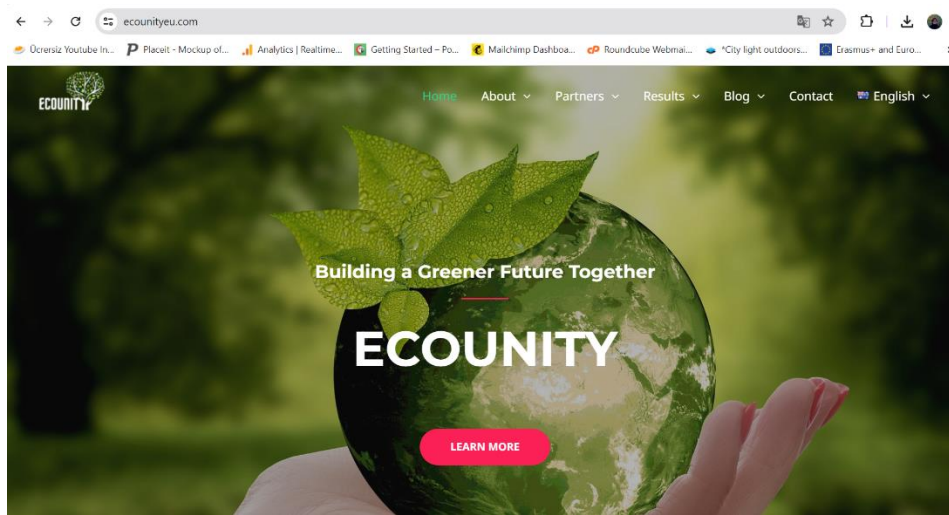 ecounityeu.com
Ücrersiz Youtube In... Placeit - Mockup of... Analytics | Realtime... Getting Started – Po... Mailchimp Dashboa... Roundcube Webmai... *City light outdoors... Erasmus+ and Euro...
ECOUNITY Home About Partners Results Blog Contact English
Building a Greener Future Together
ECOUNITY
LEARN MORE